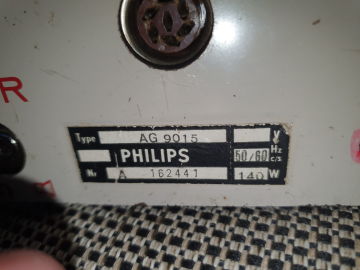 R
Type AG 9015 V
PHILIPS 50/60 Hz c/s
Nr A 162441 140 W